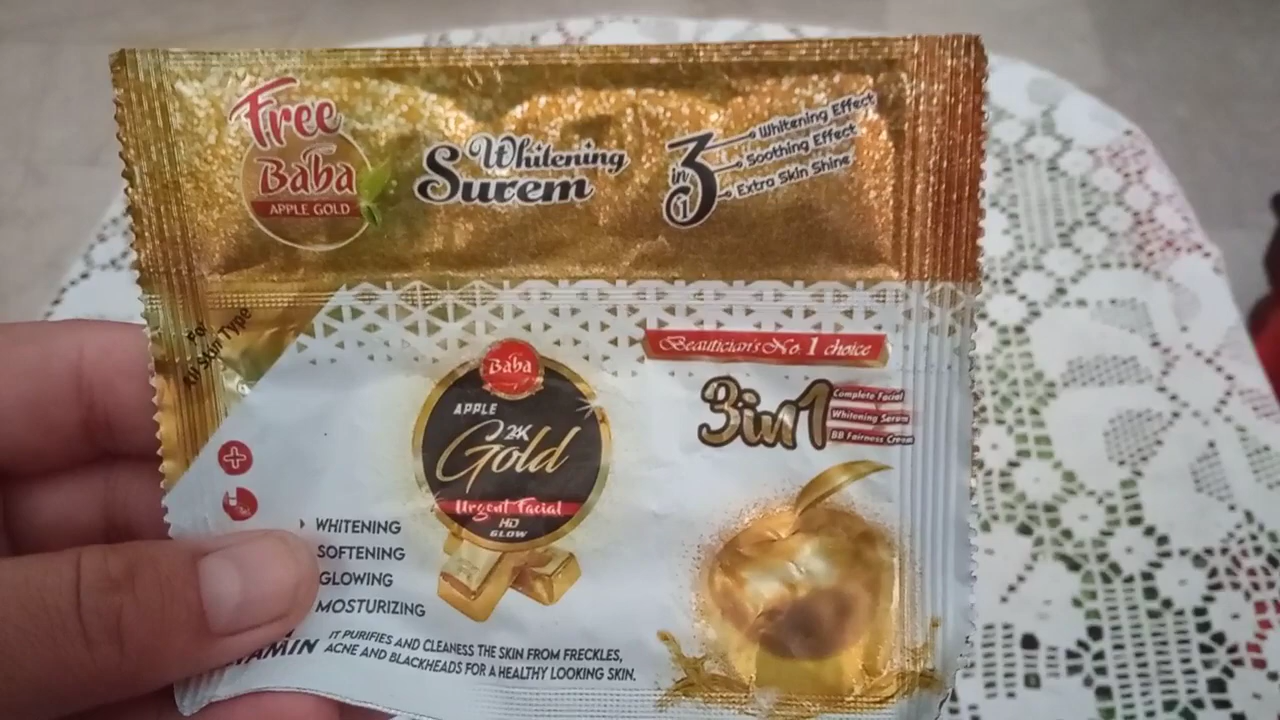 Free
Baba
APPLE GOLD
Whitening
Surem
3 in 1
Whitening Effect
Soothing Effect
Extra Skin Shine
For
All Skin Type
Beautician's No. 1 choice
3in1
Complete Facial
Whitening Serum
BB Fairness Cream
Baba
APPLE
24K
Gold
Urgent Facial
HD
GLOW
WHITENING
SOFTENING
GLOWING
MOSTURIZING
IT PURIFIES AND CLEANESS THE SKIN FROM FRECKLES,
ACNE AND BLACKHEADS FOR A HEALTHY LOOKING SKIN.